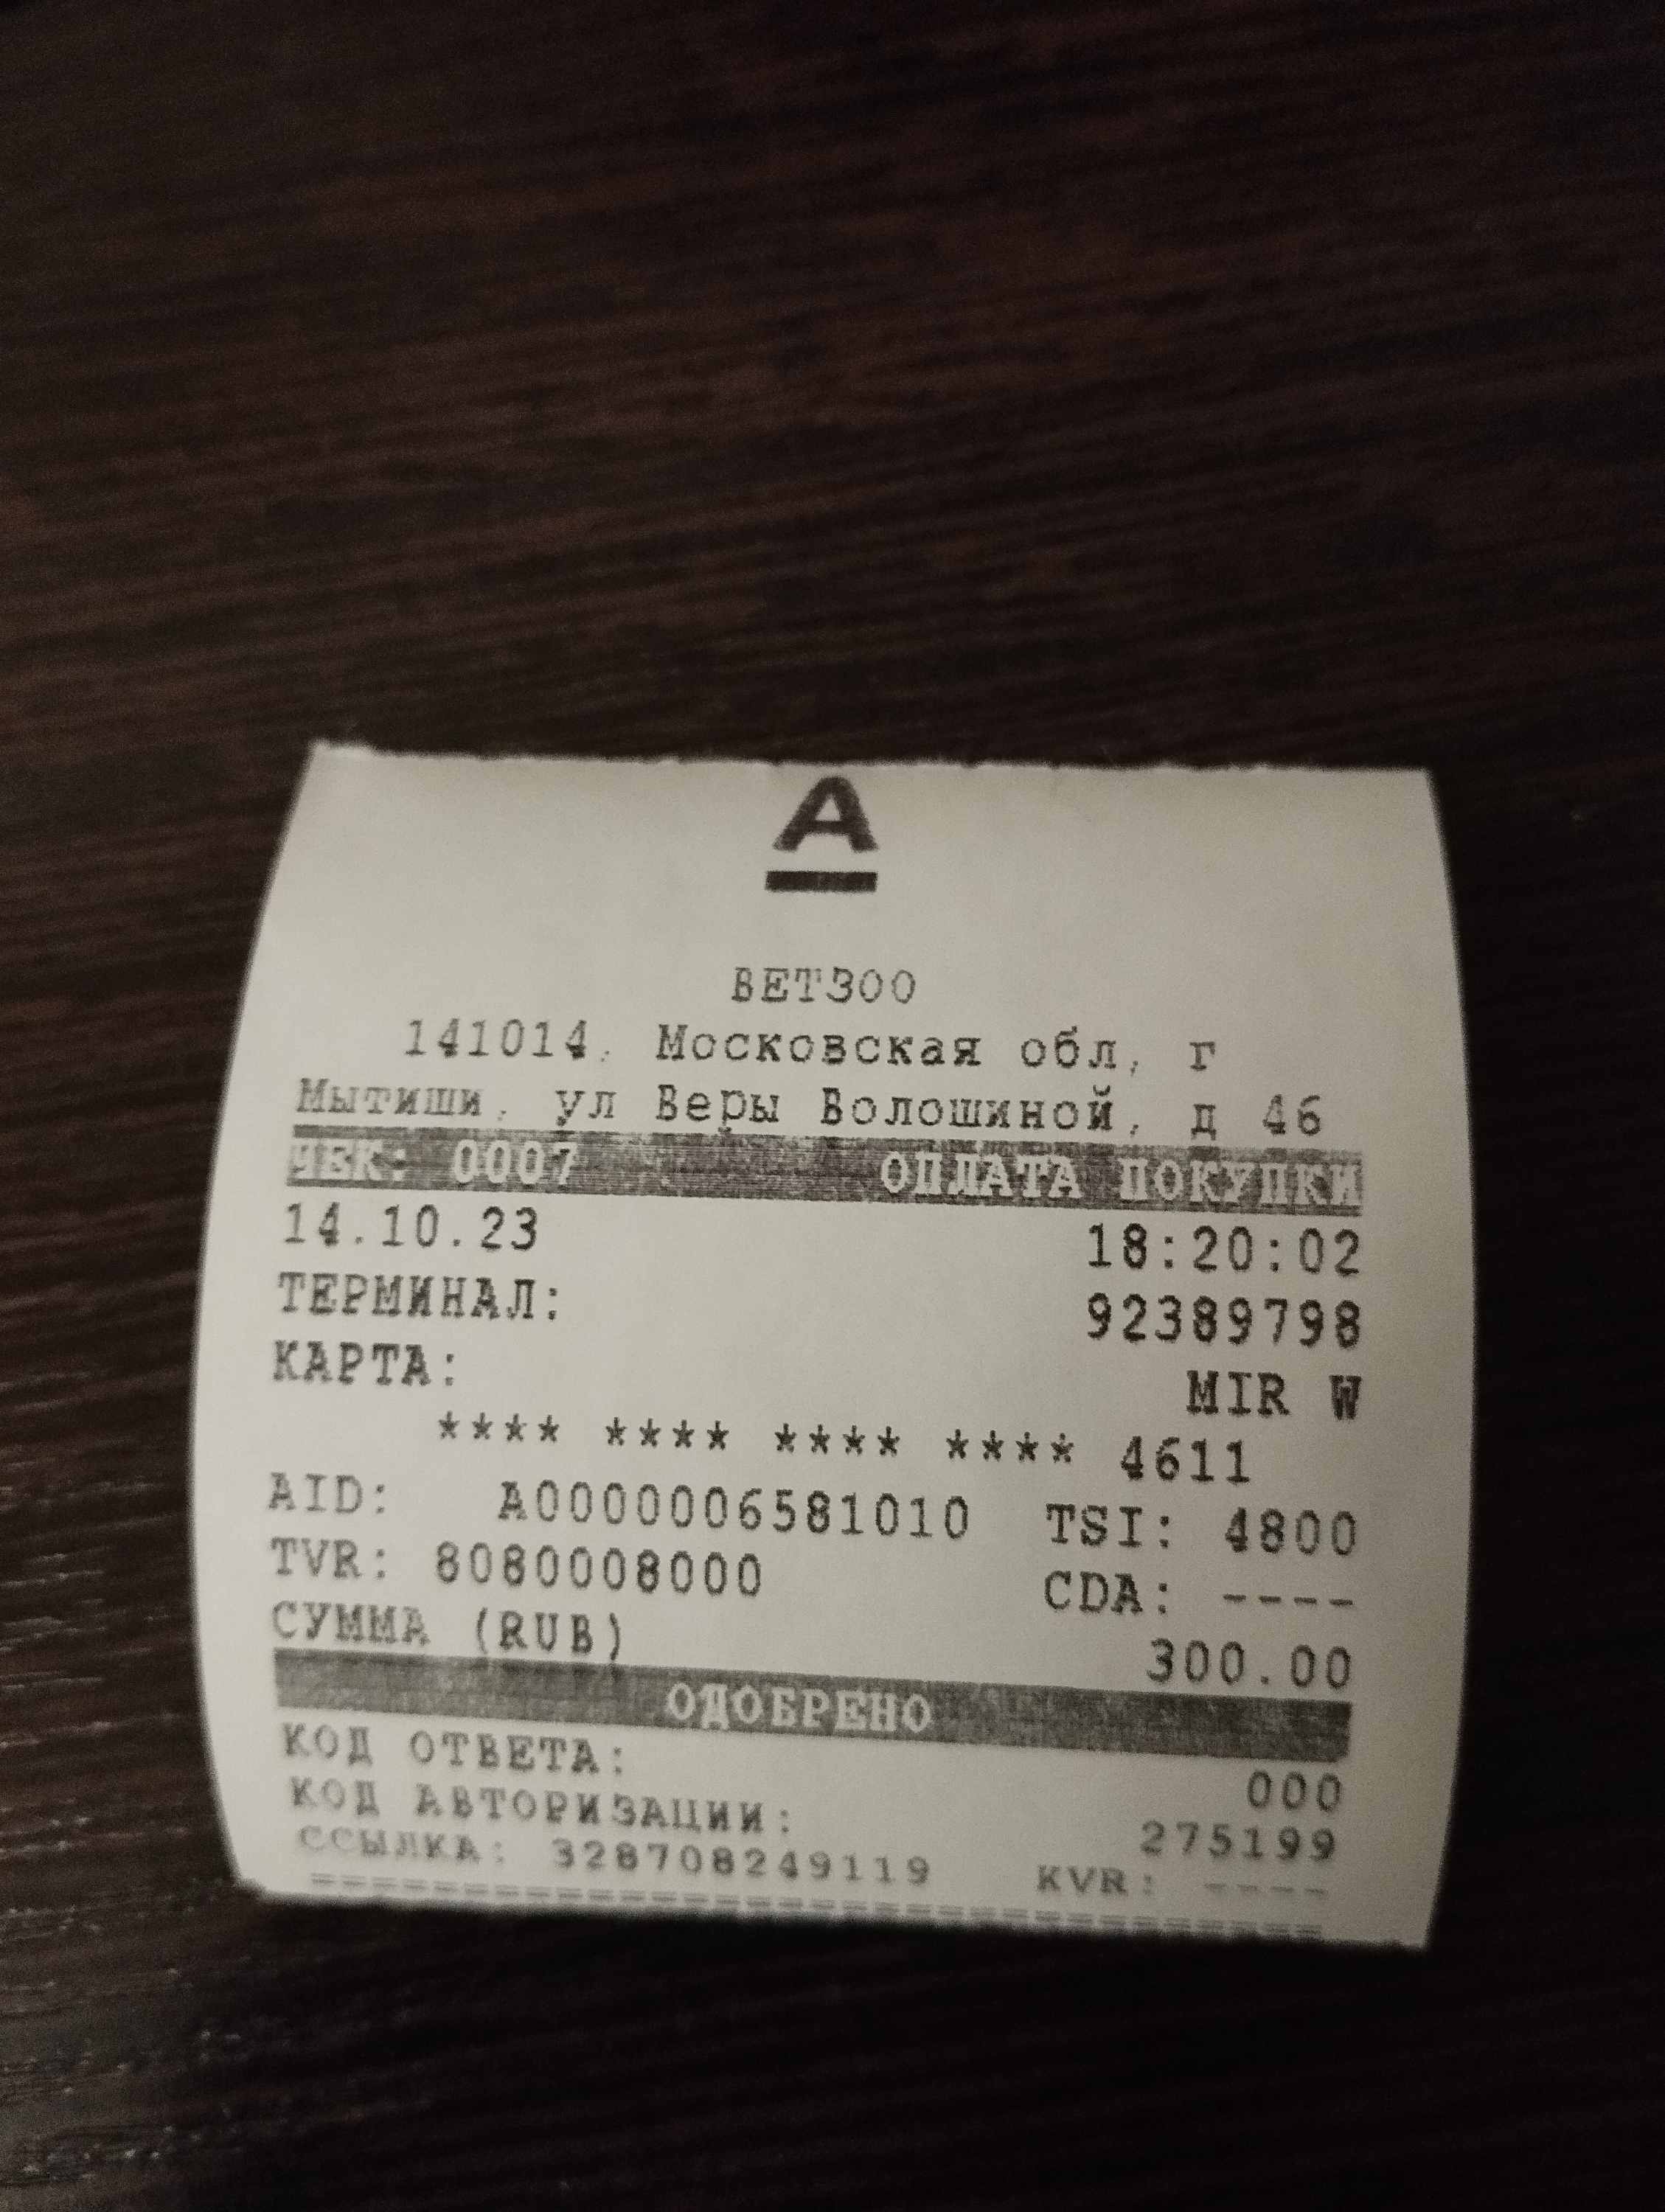 А
ВЕТЗОО
141014, Московская обл, г
Мытищи, ул Веры Волошиной, д 46
ЧЕК: 0007 ОПЛАТА ПОКУПКИ
14.10.23 18:20:02
ТЕРМИНАЛ: 92389798
КАРТА: MIR W
**** **** **** **** 4611
AID: A0000006581010 TSI: 4800
TVR: 8080008000 CDA: ----
СУММА (RUB) 300.00
ОДОБРЕНО
КОД ОТВЕТА: 000
КОД АВТОРИЗАЦИИ: 275199
ССЫЛКА: 328708249119 KVR: ----
================================